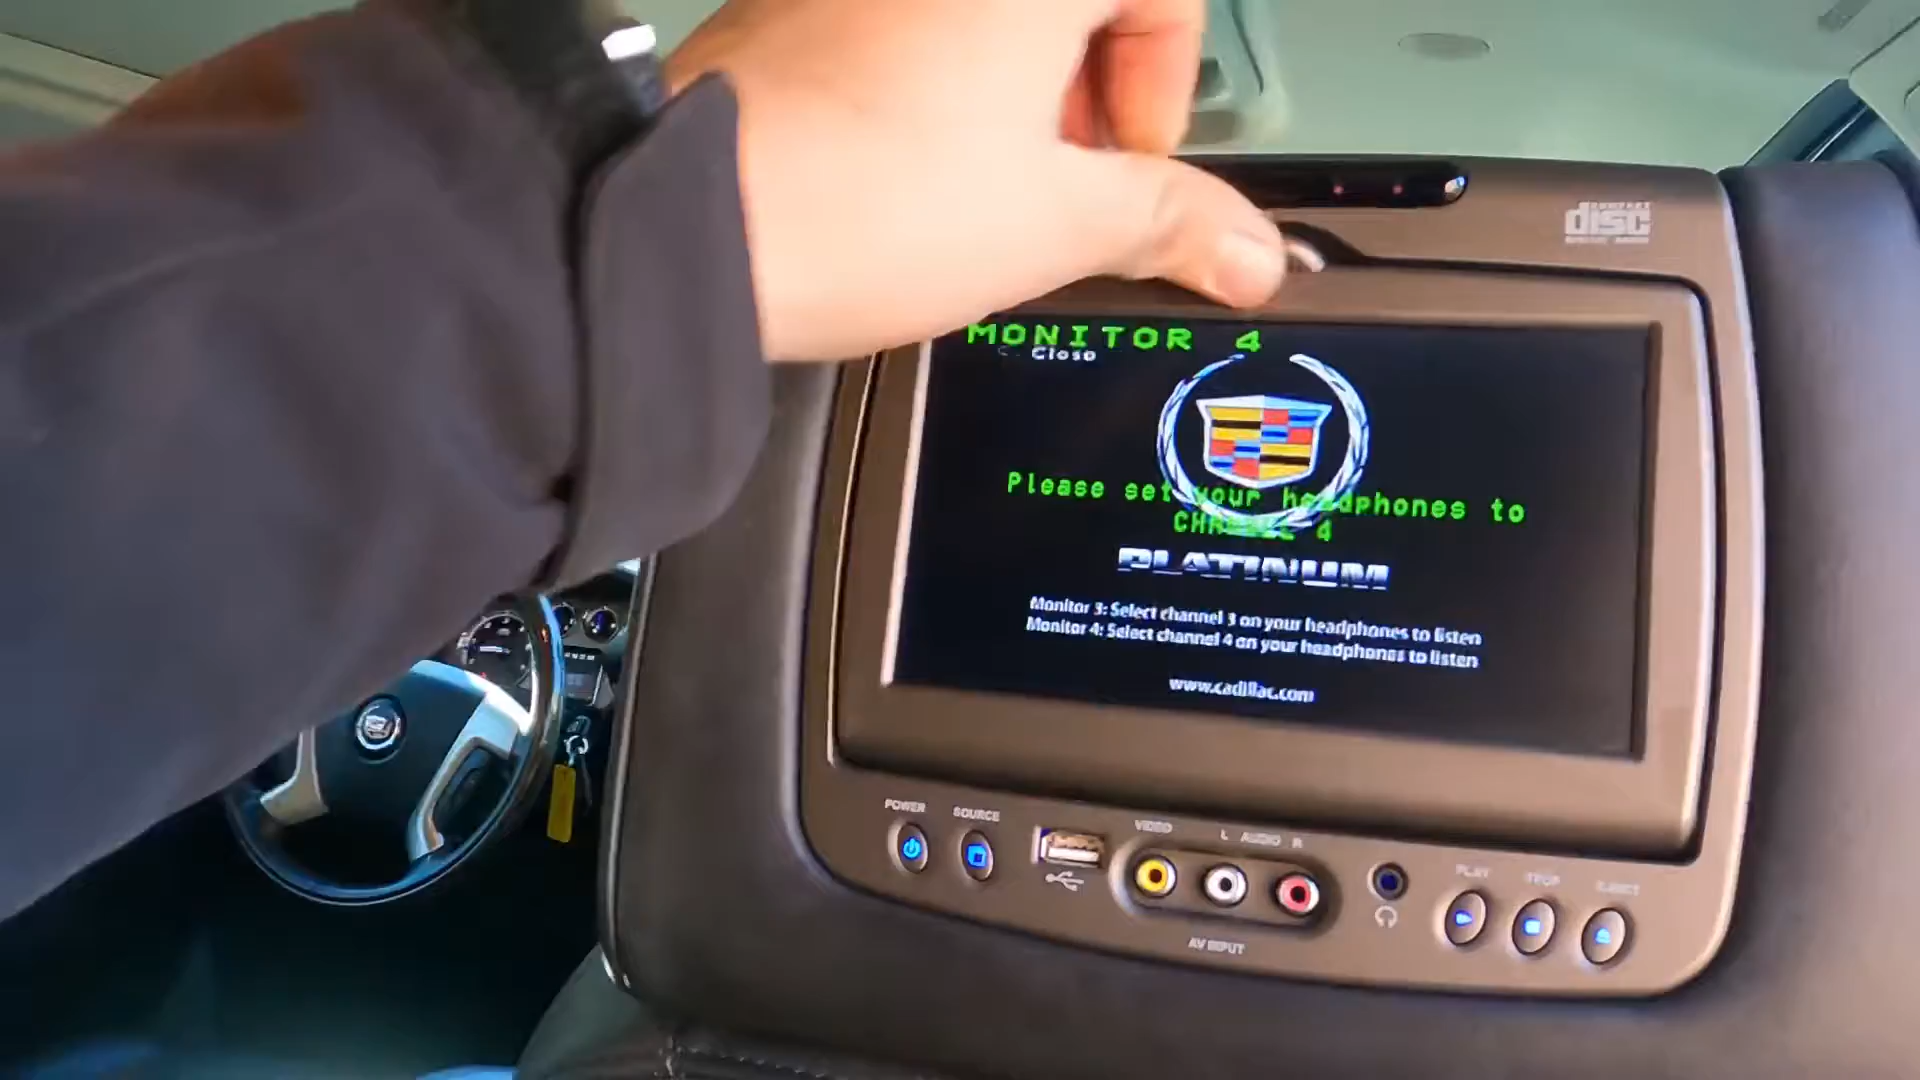 disc
MONITOR 4
Close
Please set your headphones to
CHANNEL 4
PLATINUM
Monitor 3: Select channel 3 on your headphones to listen
Monitor 4: Select channel 4 on your headphones to listen
www.cadillac.com
POWER SOURCE
VIDEO L AUDIO R
PLAY STOP EJECT
AV INPUT